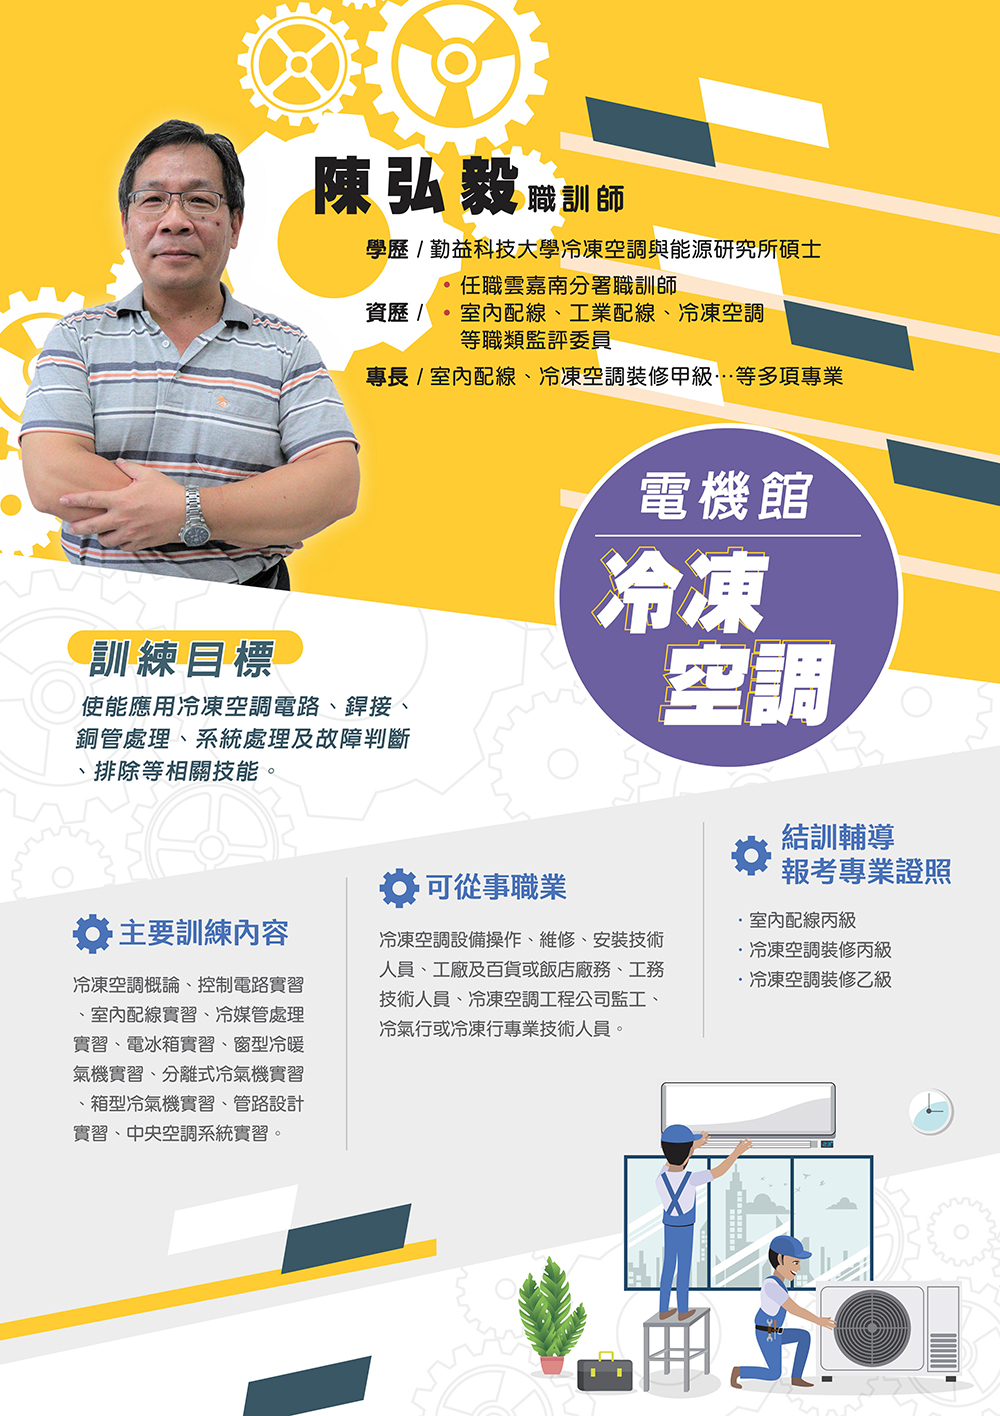 陳弘毅 職訓師
學歷 / 勤益科技大學冷凍空調與能源研究所碩士
資歷 / • 任職雲嘉南分署職訓師
• 室內配線、工業配線、冷凍空調
等職類監評委員
專長 / 室內配線、冷凍空調裝修甲級…等多項專業
電機館
冷凍
空調
訓練目標
使能應用冷凍空調電路、銲接、
銅管處理、系統處理及故障判斷
、排除等相關技能。
主要訓練內容
冷凍空調概論、控制電路實習
、室內配線實習、冷媒管處理
實習、電冰箱實習、窗型冷暖
氣機實習、分離式冷氣機實習
、箱型冷氣機實習、管路設計
實習、中央空調系統實習。
可從事職業
冷凍空調設備操作、維修、安裝技術
人員、工廠及百貨或飯店廠務、工務
技術人員、冷凍空調工程公司監工、
冷氣行或冷凍行專業技術人員。
結訓輔導
報考專業證照
· 室內配線丙級
· 冷凍空調裝修丙級
· 冷凍空調裝修乙級